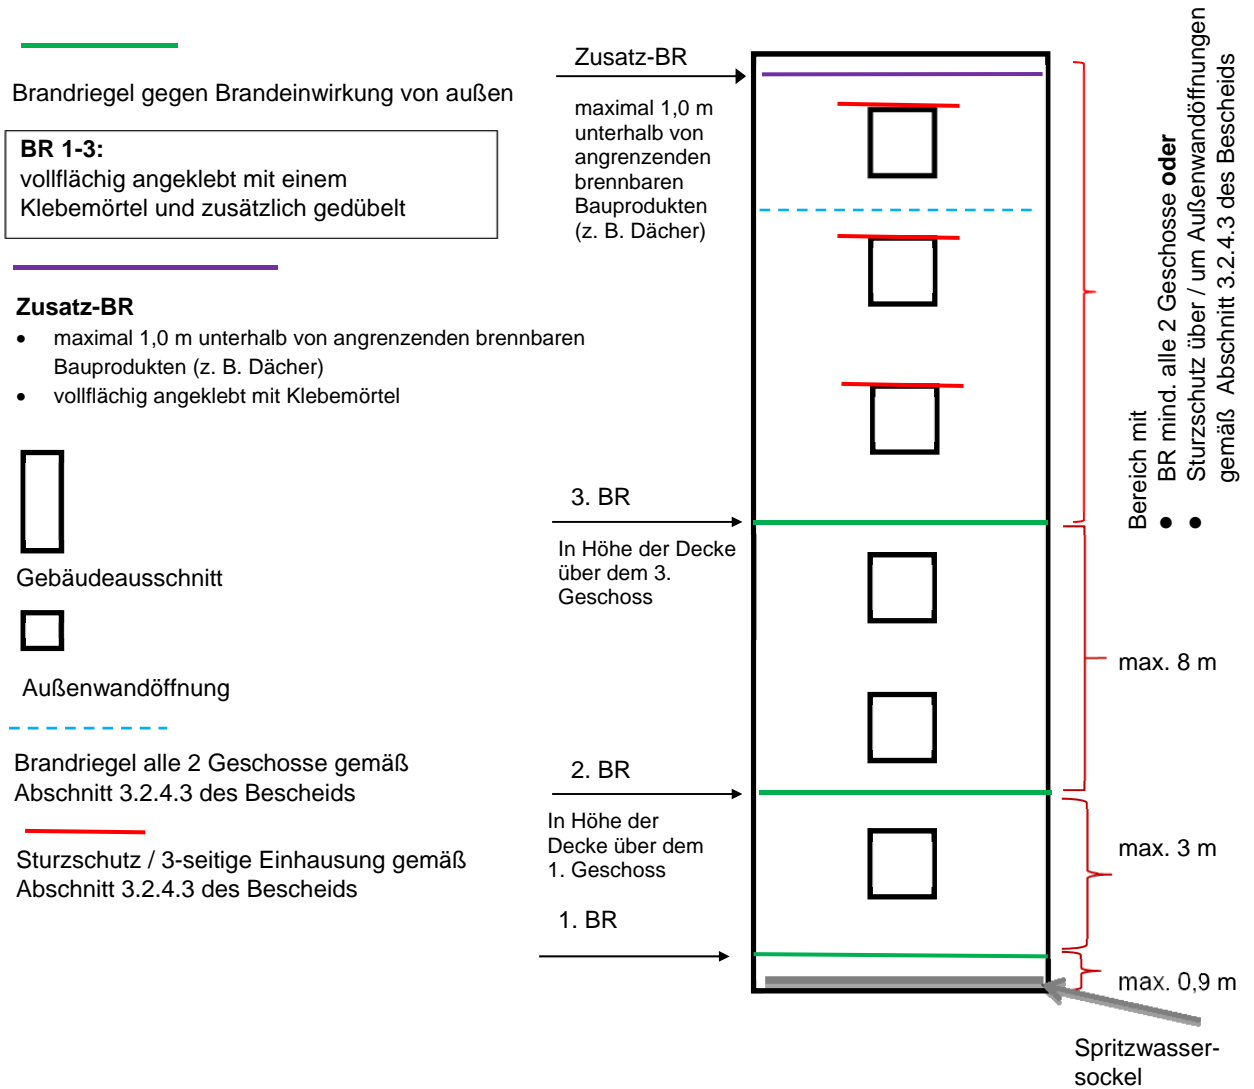 Brandriegel gegen Brandeinwirkung von außen
BR 1-3:
vollflächig angeklebt mit einem
Klebemörtel und zusätzlich gedübelt
Zusatz-BR
• maximal 1,0 m unterhalb von angrenzenden brennbaren
Bauprodukten (z. B. Dächer)
• vollflächig angeklebt mit Klebemörtel
Gebäudeausschnitt
Außenwandöffnung
Brandriegel alle 2 Geschosse gemäß
Abschnitt 3.2.4.3 des Bescheids
Sturzschutz / 3-seitige Einhausung gemäß
Abschnitt 3.2.4.3 des Bescheids
Zusatz-BR
maximal 1,0 m
unterhalb von
angrenzenden
brennbaren
Bauprodukten
(z. B. Dächer)
3. BR
In Höhe der Decke
über dem 3.
Geschoss
2. BR
In Höhe der
Decke über dem
1. Geschoss
1. BR
Bereich mit
• BR mind. alle 2 Geschosse oder
• Sturzschutz über / um Außenwandöffnungen
gemäß Abschnitt 3.2.4.3 des Bescheids
max. 8 m
max. 3 m
max. 0,9 m
Spritzwasser-
sockel